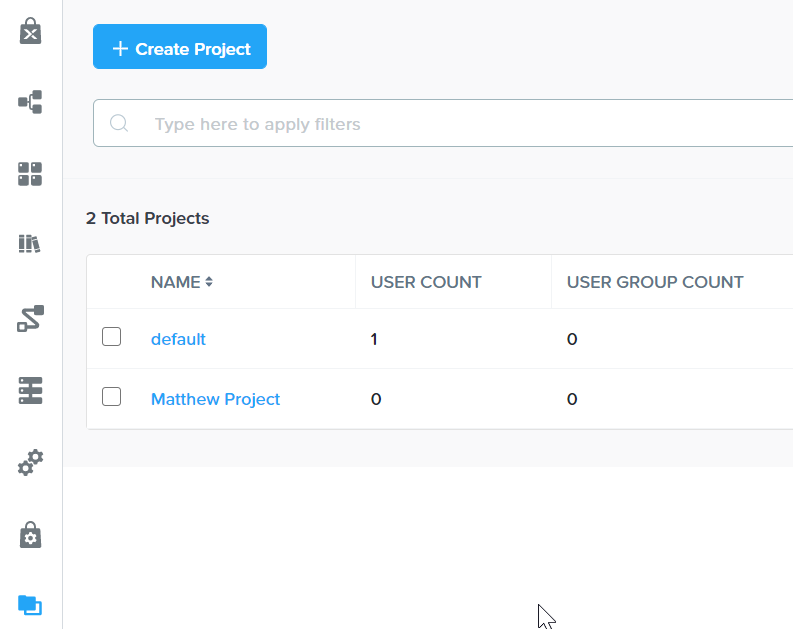 Create Project
Type here to apply filters
2 Total Projects
NAME USER COUNT USER GROUP COUNT
default 1 0
Matthew Project 0 0